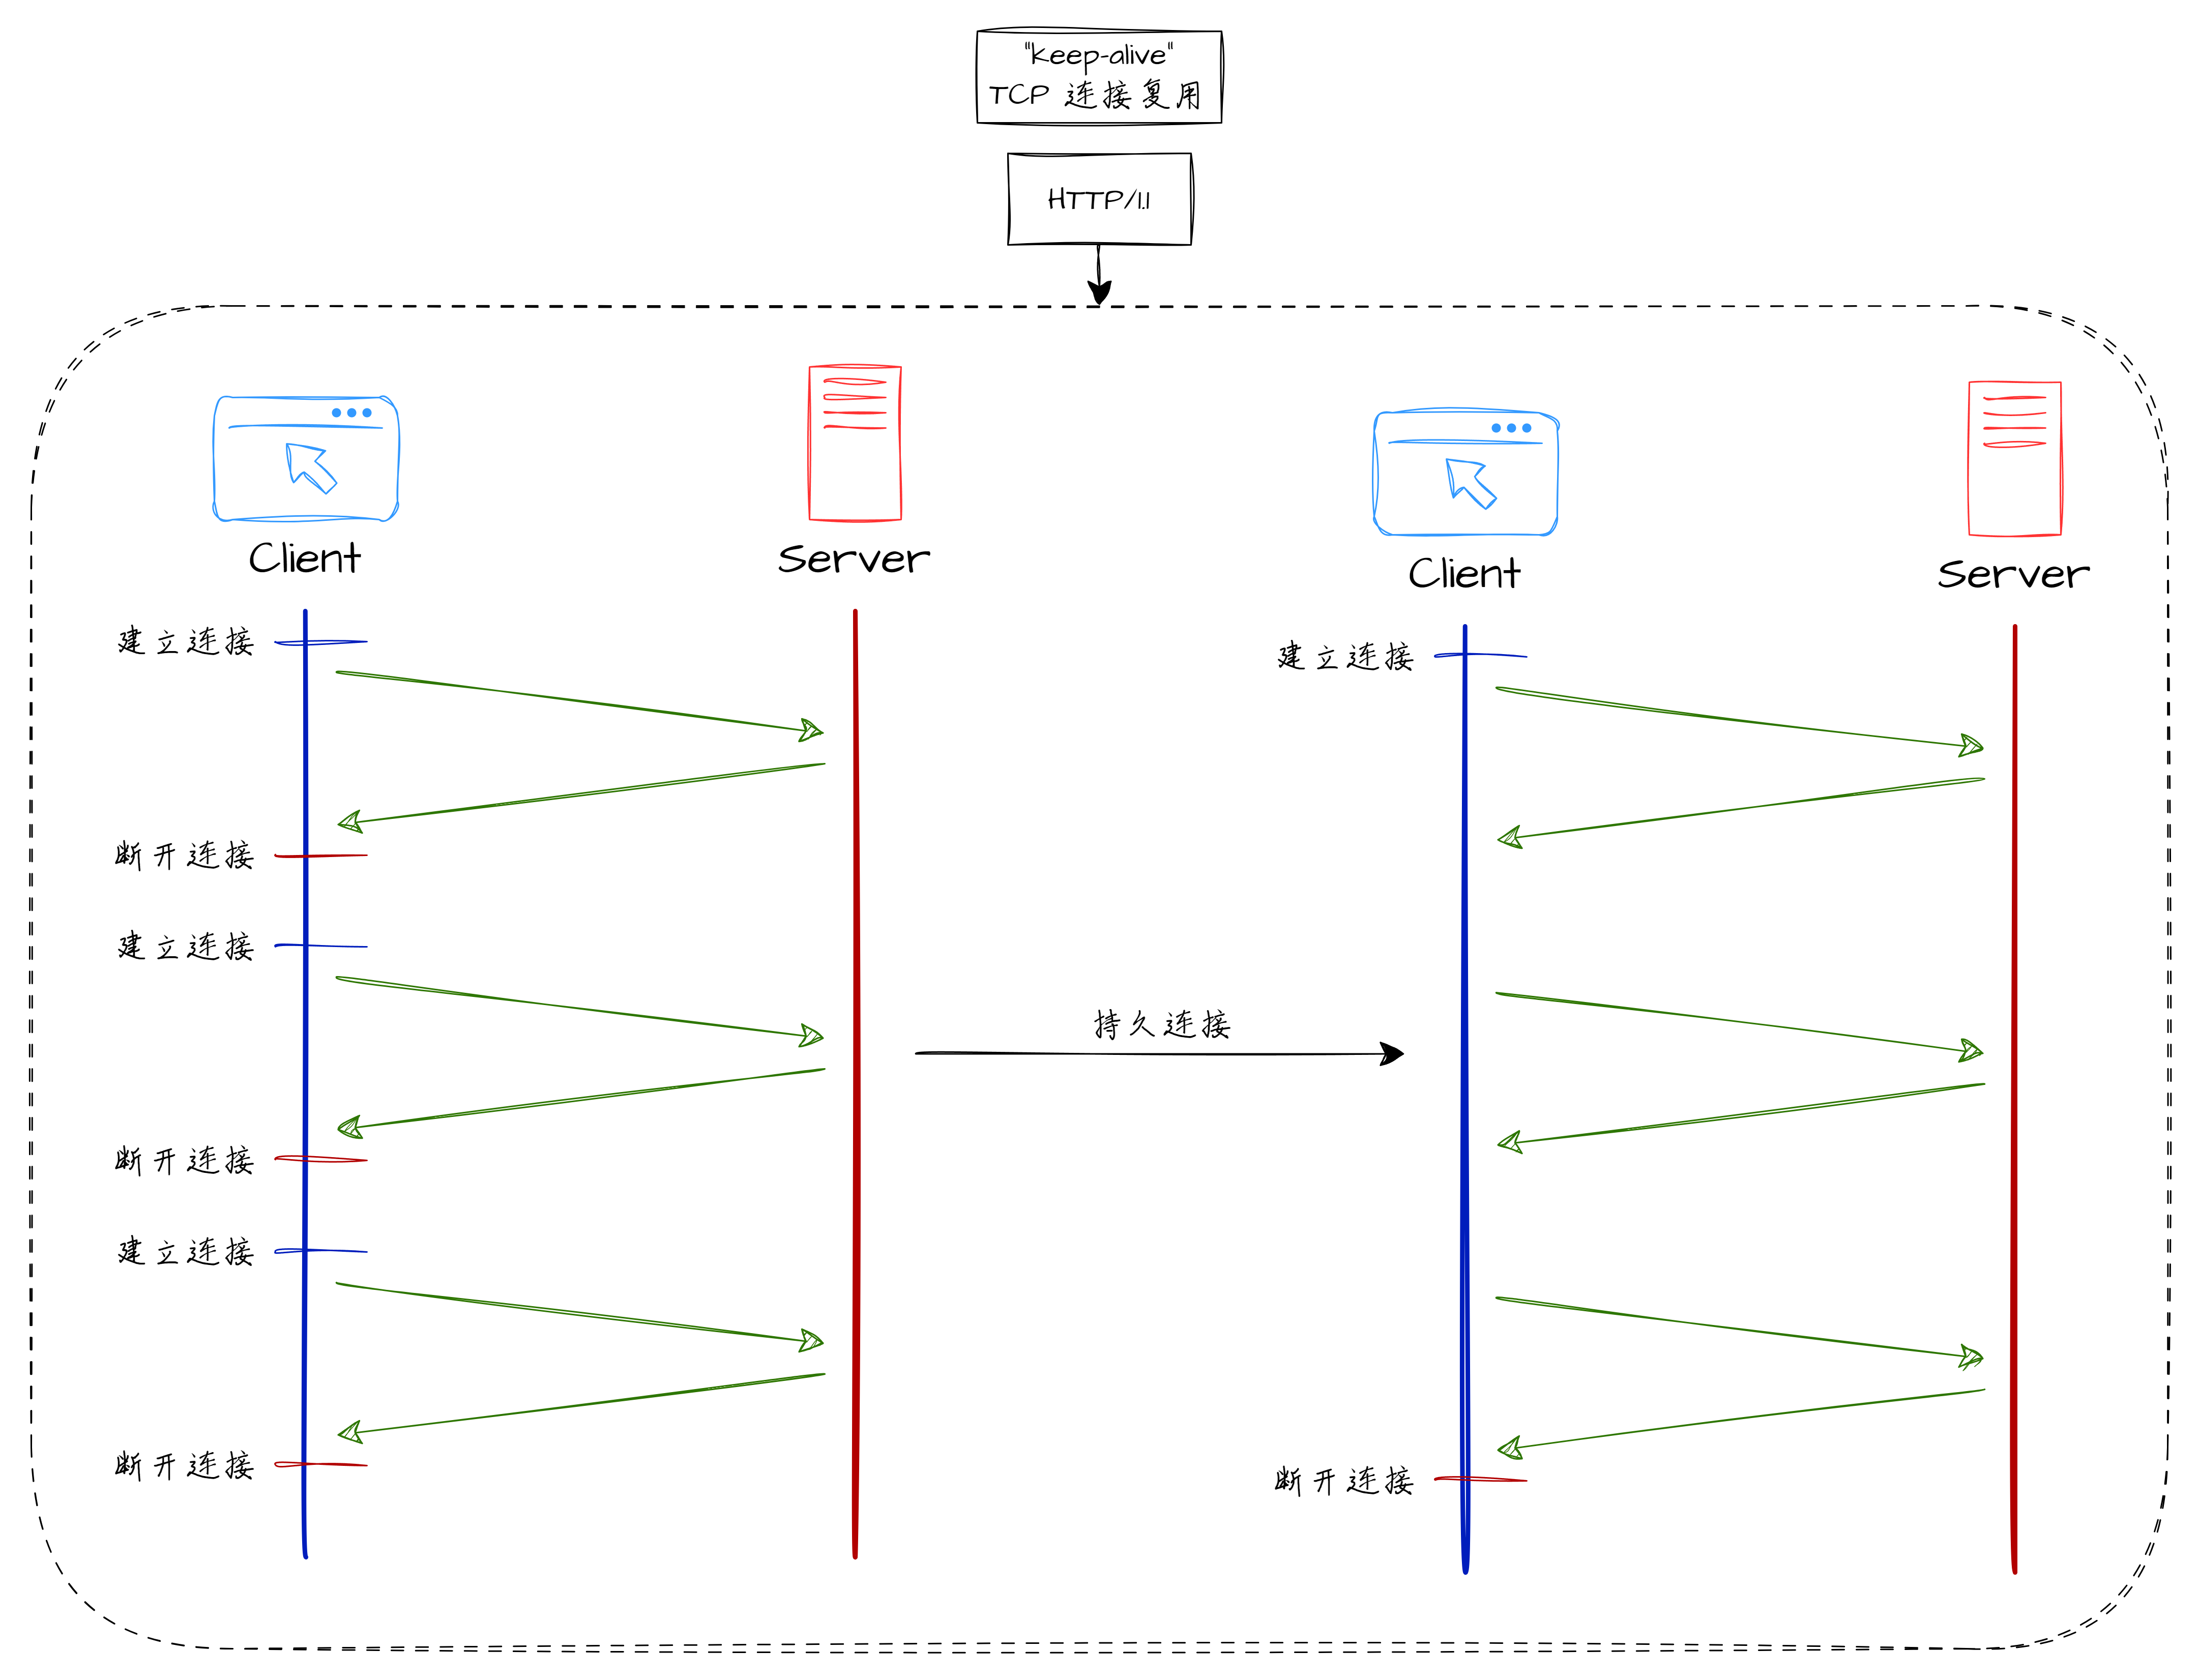 "keep-alive"
TCP 连接复用
HTTP/1.1
Client
Server
建立连接
断开连接
建立连接
断开连接
建立连接
断开连接
持久连接
Client
Server
建立连接
断开连接